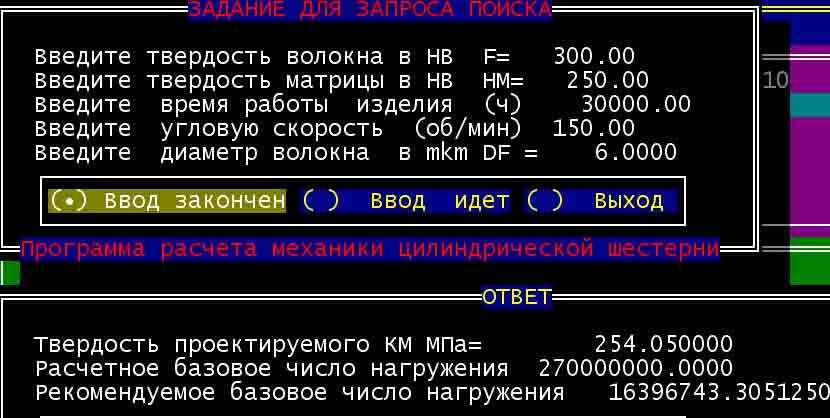 ЗАДАНИЕ ДЛЯ ЗАПРОСА ПОИСКА
Введите твердость волокна в HB F= 300.00
Введите твердость матрицы в HB HM= 250.00
10
Введите время работы изделия (ч) 30000.00
Введите угловую скорость (об/мин) 150.00
Введите диаметр волокна в mkm DF = 6.0000
(•) Ввод закончен ( ) Ввод идет ( ) Выход
Программа расчета механики цилиндрической шестерни
ОТВЕТ
Твердость проектируемого КМ МПа= 254.050000
Расчетное базовое число нагружения 270000000.0000
Рекомендуемое базовое число нагружения 16396743.3051250